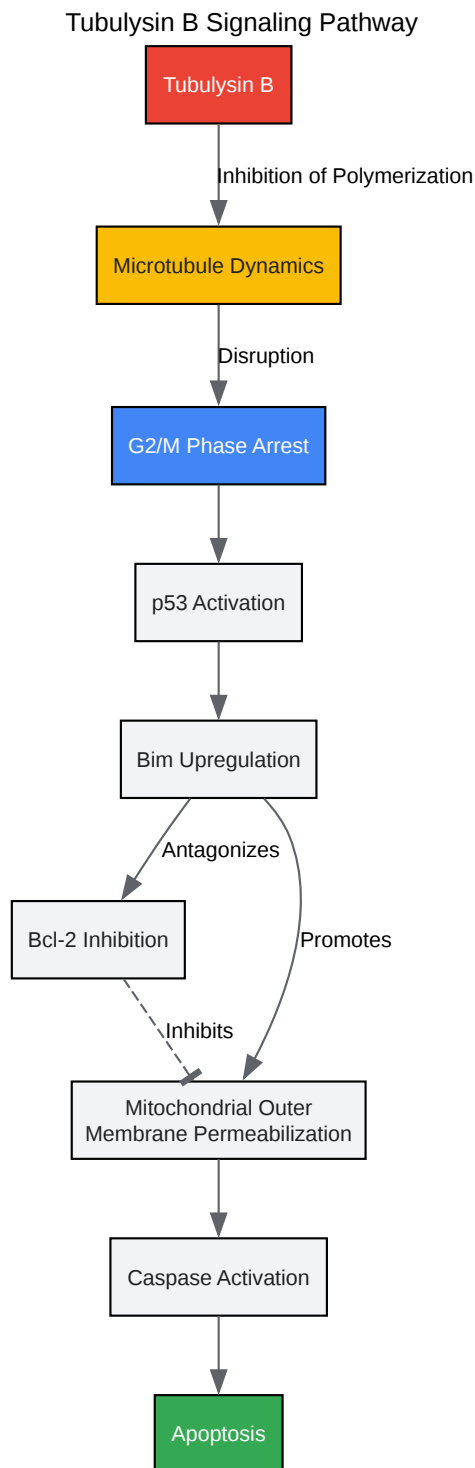 Tubulysin B Signaling Pathway
Tubulysin B
Inhibition of Polymerization
Microtubule Dynamics
Disruption
G2/M Phase Arrest
p53 Activation
Bim Upregulation
Antagonizes
Bcl-2 Inhibition
Promotes
Inhibits
Mitochondrial Outer
Membrane Permeabilization
Caspase Activation
Apoptosis